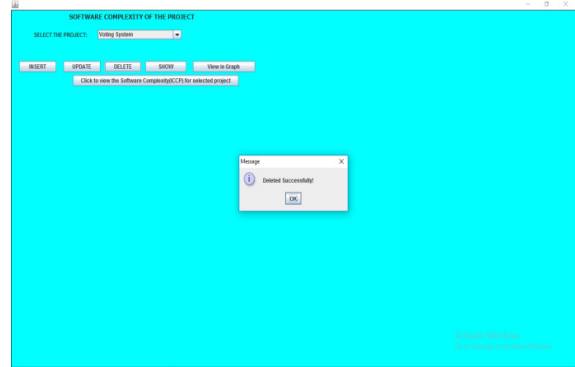 SOFTWARE COMPLEXITY OF THE PROJECT
SELECT THE PROJECT: Voting System
INSERT UPDATE DELETE SHOW View in Graph
Click to view the Software Complexity(ICCP) for selected project
Message X
Deleted Successfully!
OK